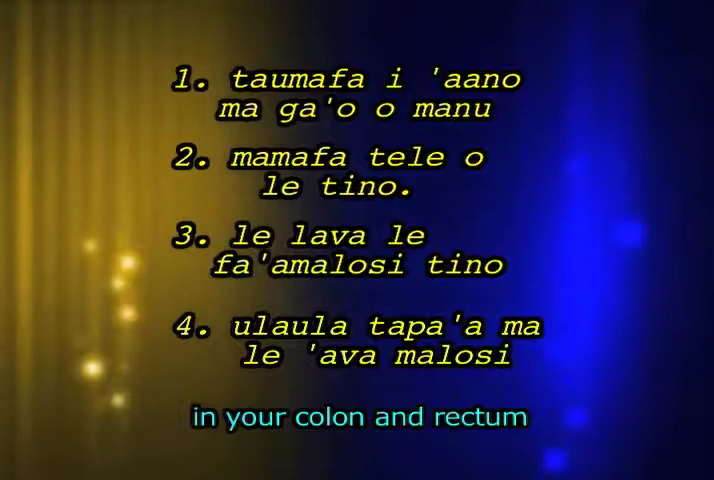 1. taumafa i 'aano
ma ga'o o manu
2. mamafa tele o
le tino.
3. le lava le
fa'amalosi tino
4. ulaula tapa'a ma
le 'ava malosi
in your colon and rectum